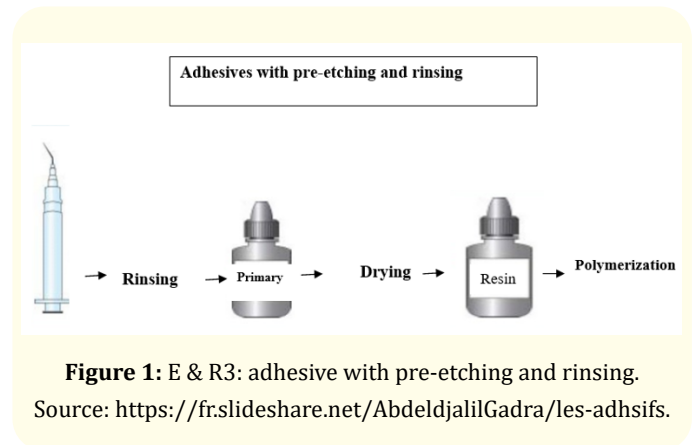 Adhesives with pre-etching and rinsing
Rinsing
Primary
Drying
Resin
Polymerization
Figure 1: E & R3: adhesive with pre-etching and rinsing.
Source: https://fr.slideshare.net/AbdeldjalilGadra/les-adhsifs.